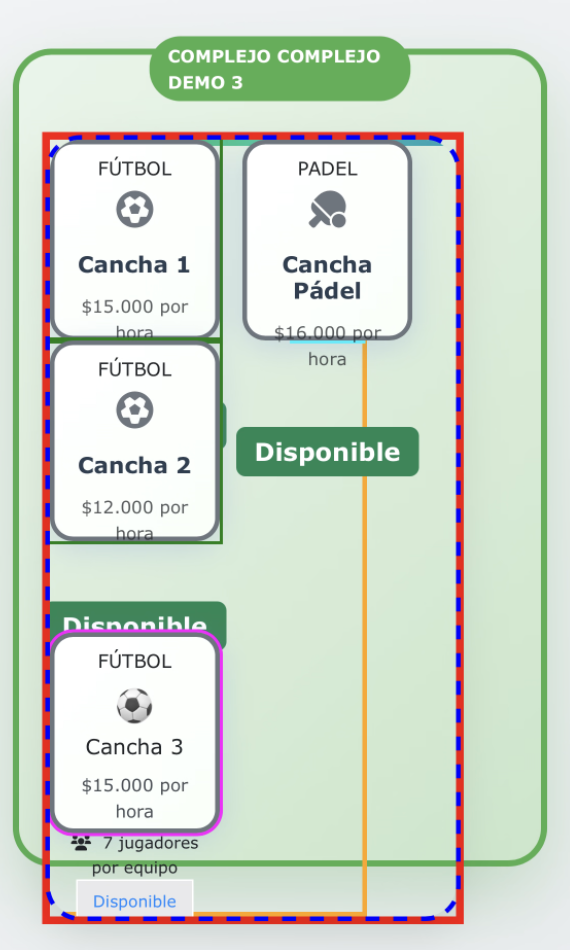 COMPLEJO COMPLEJO
DEMO 3
FÚTBOL
Cancha 1
$15.000 por
hora
PADEL
Cancha
Pádel
$16.000 por
hora
FÚTBOL
Cancha 2
$12.000 por
hora
Disponible
Disponible
FÚTBOL
Cancha 3
$15.000 por
hora
7 jugadores
por equipo
Disponible